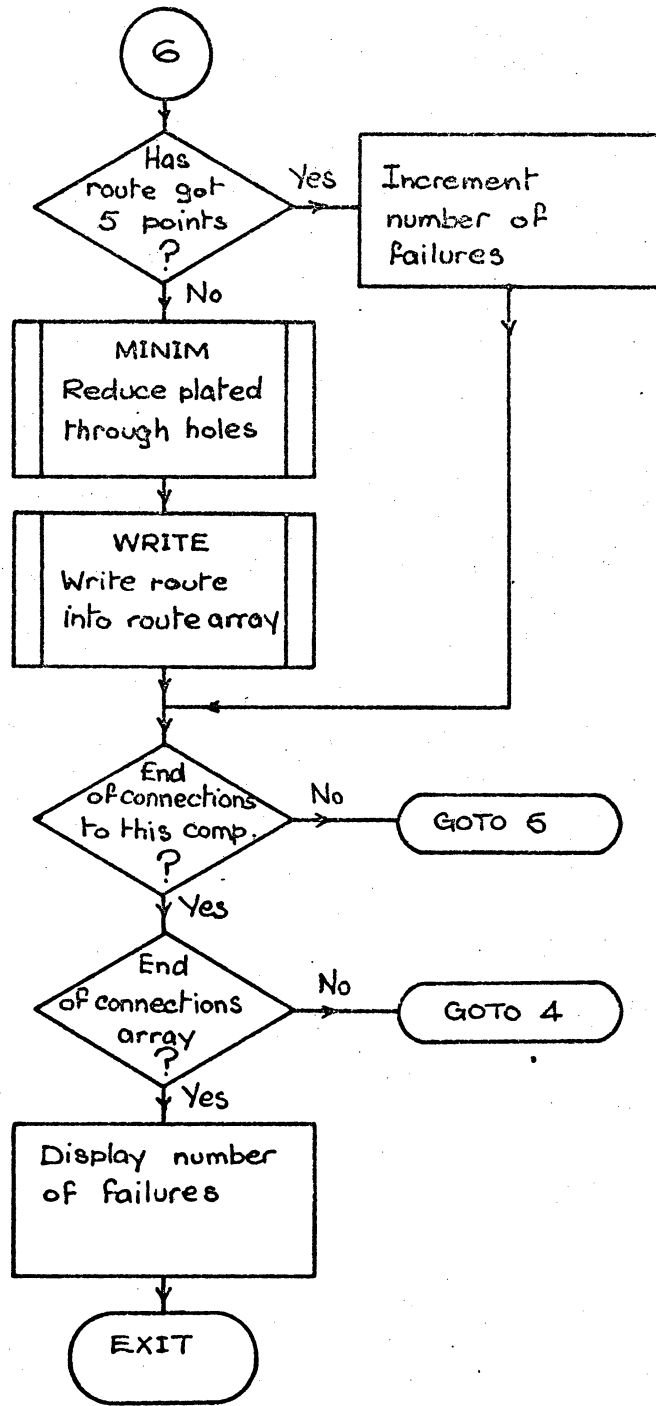 6
Has
route got
5 points
?
Yes
Increment
number of
failures
No
MINIM
Reduce plated
through holes
WRITE
Write route
into route array
End
of connections
to this comp.
?
No
GOTO 5
Yes
End
of connections
array
?
No
GOTO 4
Yes
Display number
of failures
EXIT